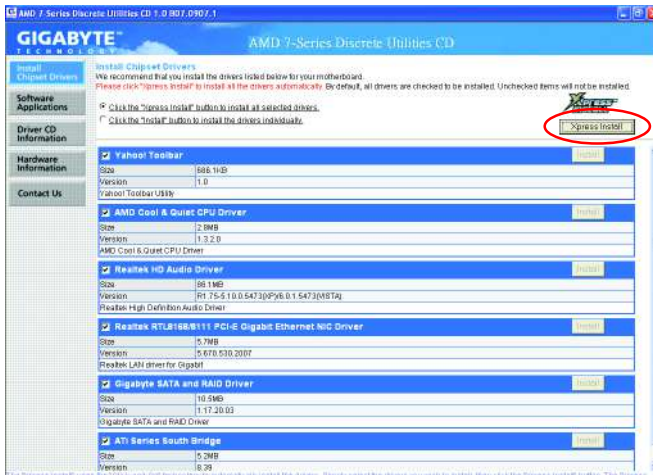 AMD 7-Series Discrete Utilities CD 1.0 B07.0907.1
GIGABYTE™
TECHNOLOGY
AMD 7-Series Discrete Utilities CD
Install
Chipset Drivers
Software
Applications
Driver CD
Information
Hardware
Information
Contact Us
Install Chipset Drivers
We recommend that you install the drivers listed below for your motherboard.
Please click "Xpress Install" to install all the drivers automatically. By default, all drivers are checked to be installed. Unchecked items will not be installed.
Click the "Xpress Install" button to install all selected drivers.
Click the "Install" button to install the drivers individually.
Xpress Install
Yahoo! Toolbar
Install
Size 686.1KB
Version 1.0
Yahoo! Toolbar Utility
AMD Cool & Quiet CPU Driver
Install
Size 2.0MB
Version 1.3.2.0
AMD Cool & Quiet CPU Driver
Realtek HD Audio Driver
Install
Size 86.1MB
Version R1.75-5.10.0.5473(XP)/6.0.1.5473(VISTA)
Realtek High Definition Audio Driver
Realtek RTL8168/8111 PCI-E Gigabit Ethernet NIC Driver
Install
Size 5.7MB
Version 5.670.530.2007
Realtek LAN driver for Gigabit
Gigabyte SATA and RAID Driver
Install
Size 10.5MB
Version 1.17.20.03
Gigabyte SATA and RAID Driver
ATI Series South Bridge
Install
Size 5.2MB
Version 8.39